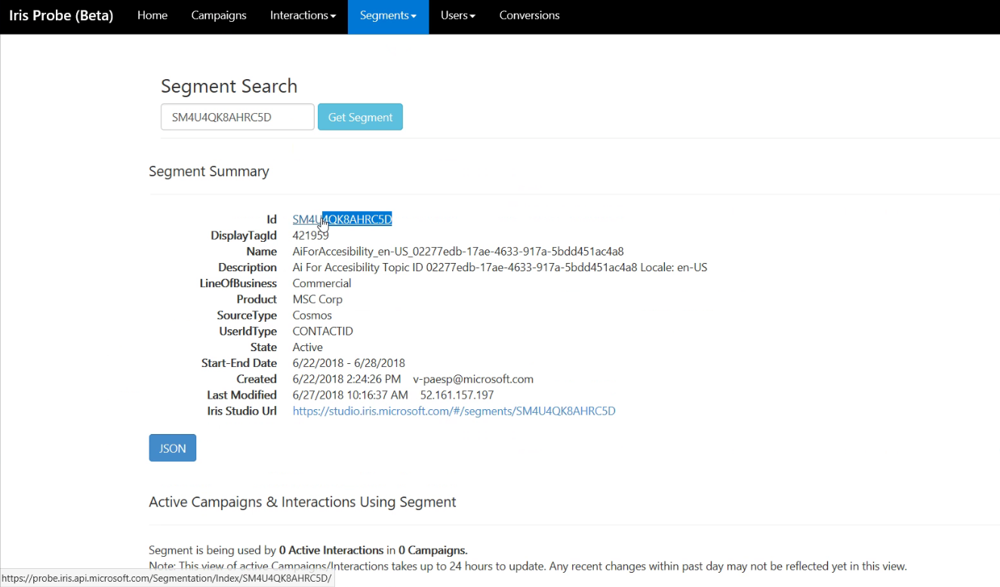 Iris Probe (Beta) Home Campaigns Interactions Segments Users Conversions
Segment Search
SM4U4QK8AHRC5D Get Segment
Segment Summary
Id SM4U4QK8AHRC5D
DisplayTagId 421959
Name AiForAccesibility_en-US_02277edb-17ae-4633-917a-5bdd451ac4a8
Description Ai For Accesibility Topic ID 02277edb-17ae-4633-917a-5bdd451ac4a8 Locale: en-US
LineOfBusiness Commercial
Product MSC Corp
SourceType Cosmos
UserIdType CONTACTID
State Active
Start-End Date 6/22/2018 - 6/28/2018
Created 6/22/2018 2:24:26 PM v-paesp@microsoft.com
Last Modified 6/27/2018 10:16:37 AM 52.161.157.197
Iris Studio Url https://studio.iris.microsoft.com/#/segments/SM4U4QK8AHRC5D
JSON
Active Campaigns & Interactions Using Segment
Segment is being used by 0 Active Interactions in 0 Campaigns.
Note: This view of active Campaigns/Interactions takes up to 24 hours to update. Any recent changes within past day may not be reflected yet in this view.
https://probe.iris.api.microsoft.com/Segmentation/Index/SM4U4QK8AHRC5D/